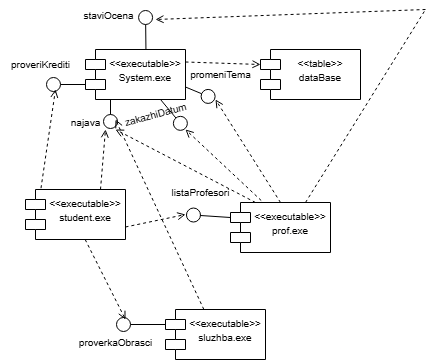 staviOcena
<<executable>>
System.exe
<<table>>
dataBase
proveriKrediti
promeniTema
najava
zakazhiDatum
listaProfesori
<<executable>>
student.exe
<<executable>>
prof.exe
<<executable>>
sluzhba.exe
proverkaObrasci